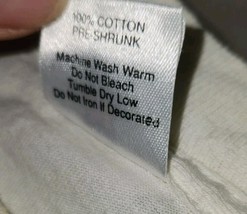 100% COTTON
PRE-SHRUNK
Machine Wash Warm
Do Not Bleach
Tumble Dry Low
Do Not Iron If Decorated